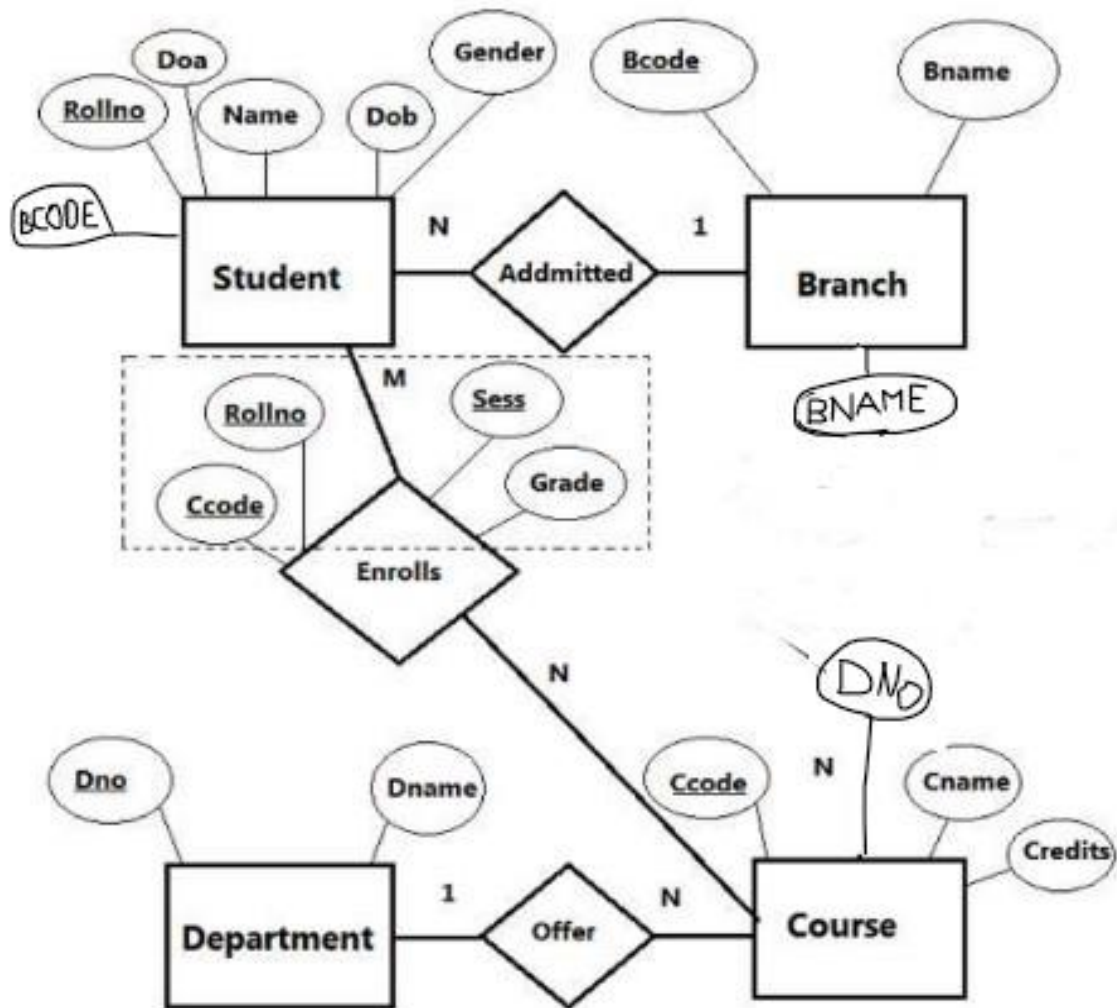 Doa
Gender
Bcode
Bname
Rollno
Name
Dob
BCODE
N
1
Student
Addmitted
Branch
M
BNAME
Rollno
Sess
Ccode
Grade
Enrolls
N
DNO
Dno
Dname
Ccode
N
Cname
Credits
1
N
Department
Offer
Course